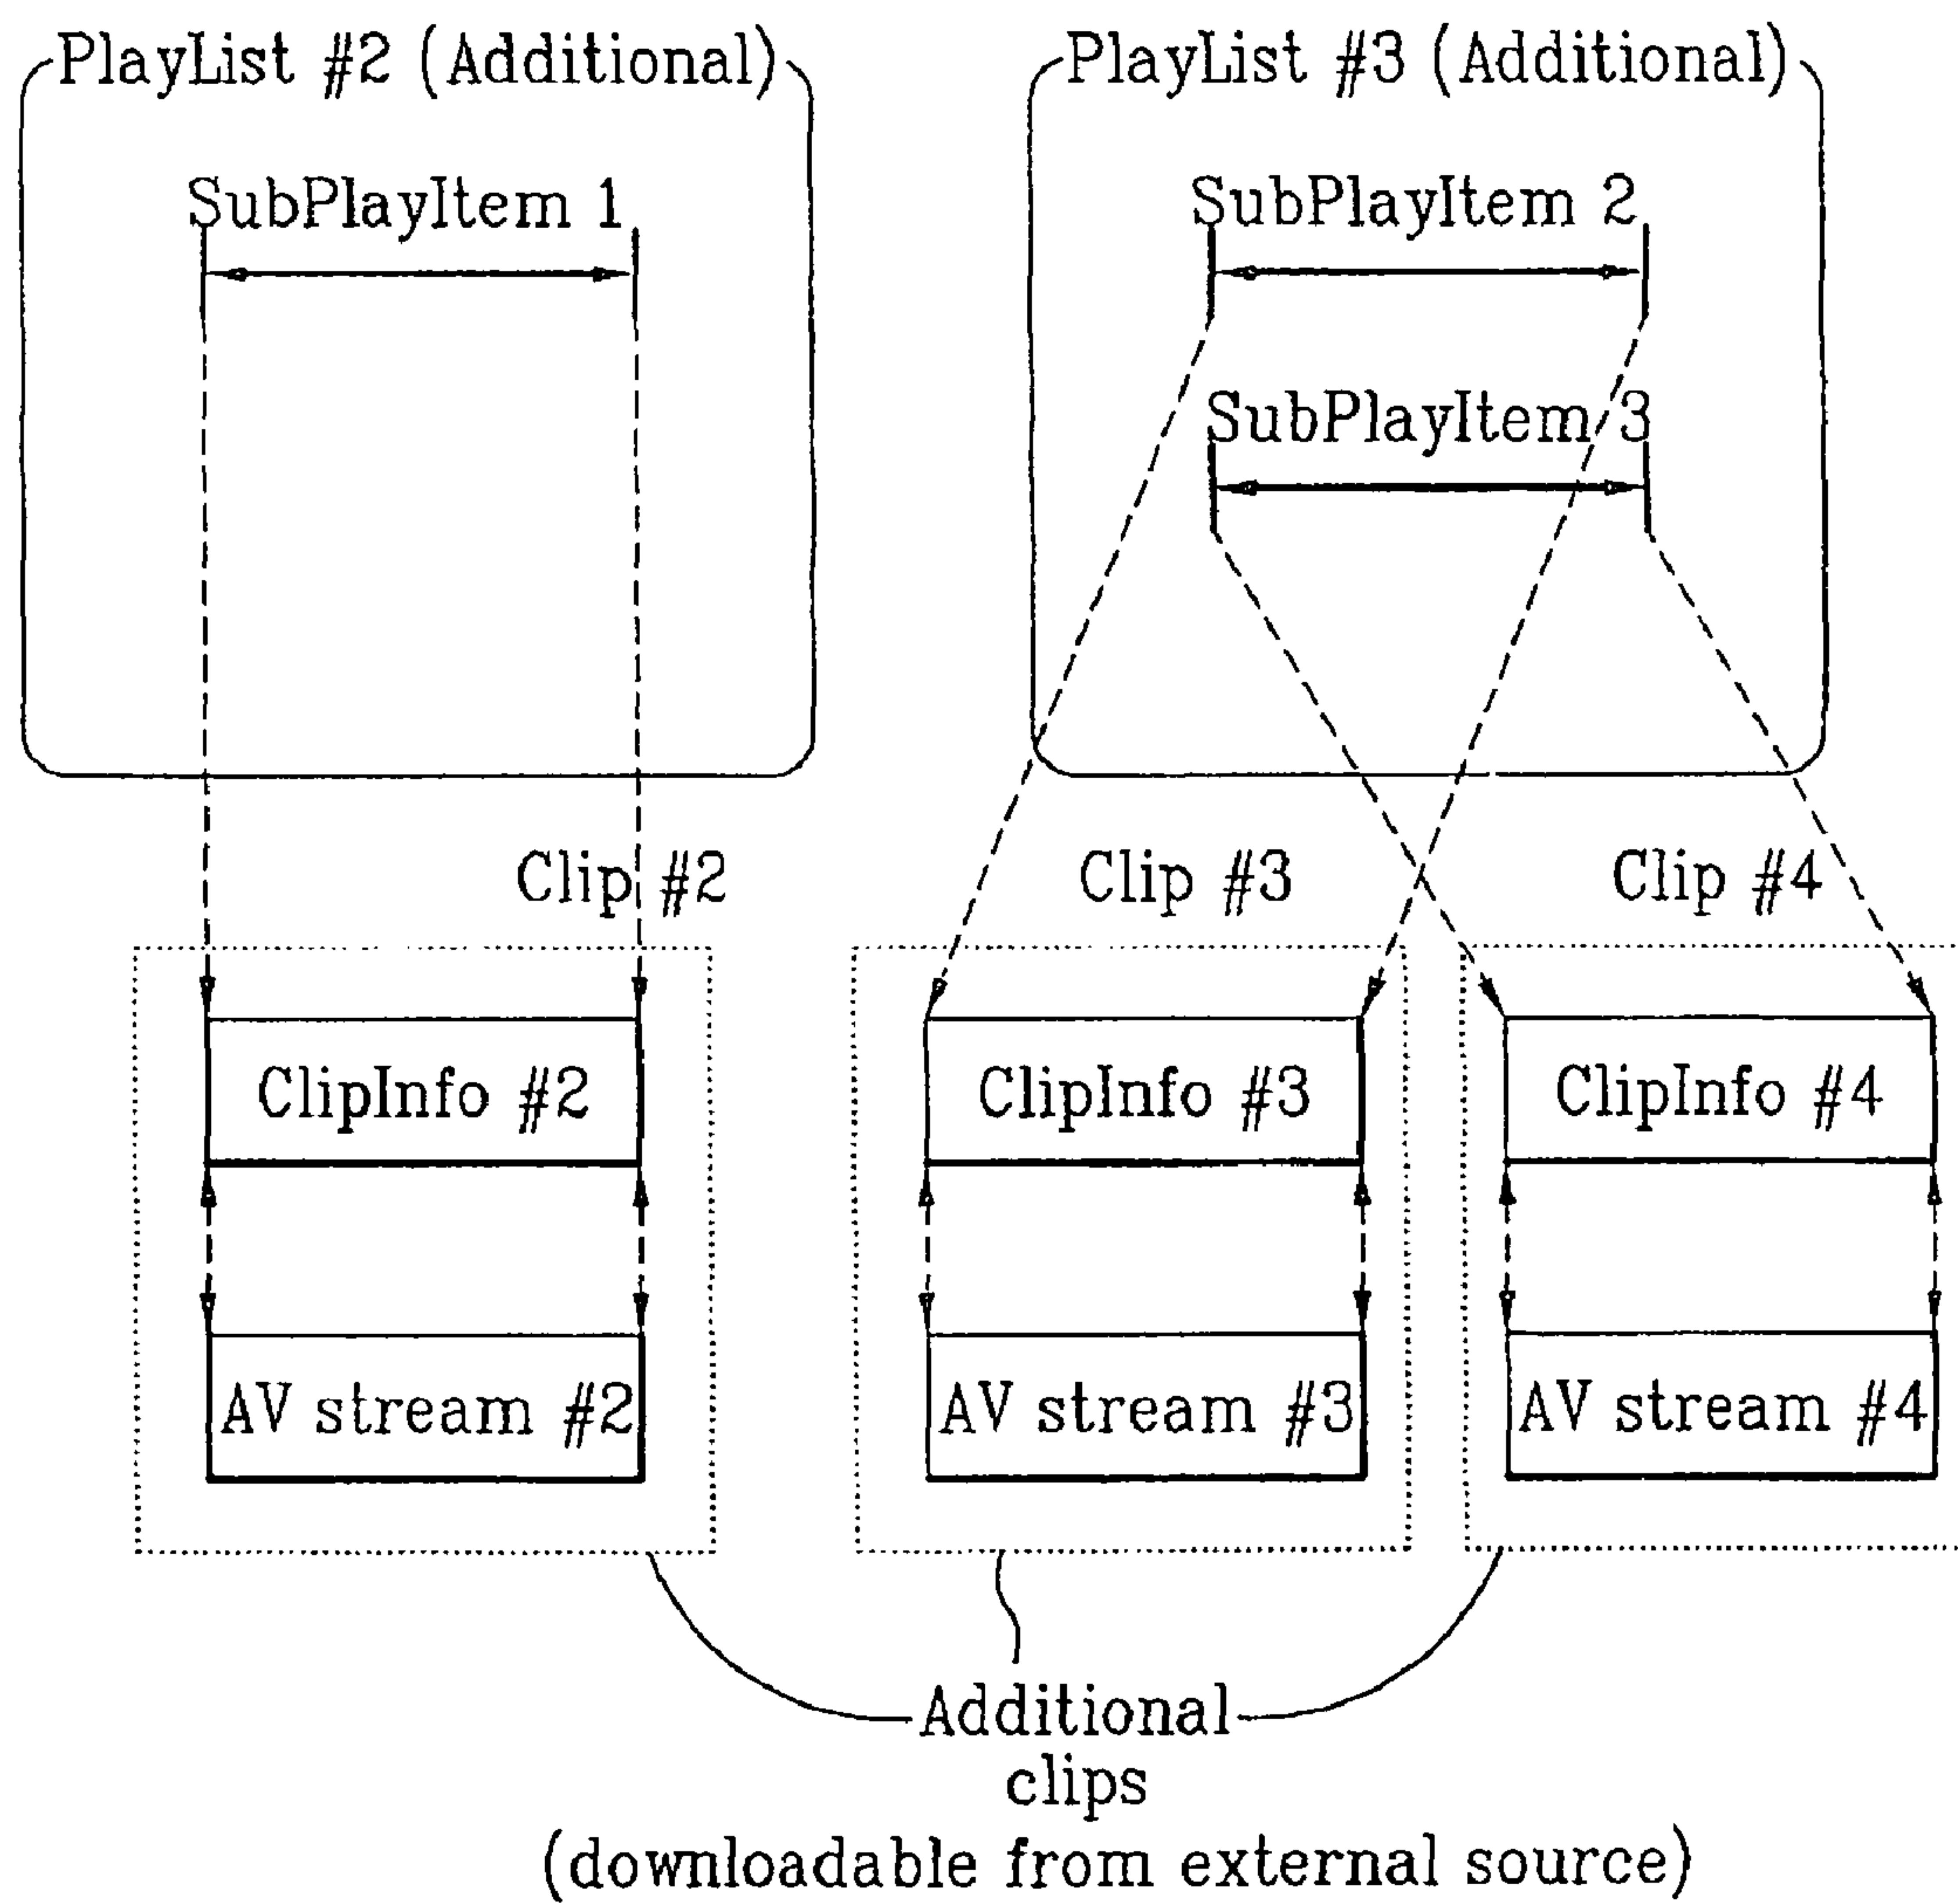 PlayList #2 (Additional)
SubPlayItem 1
PlayList #3 (Additional)
SubPlayItem 2
SubPlayItem 3
Clip #2
Clip #3
Clip #4
ClipInfo #2
ClipInfo #3
ClipInfo #4
AV stream #2
AV stream #3
AV stream #4
Additional
clips
(downloadable from external source)